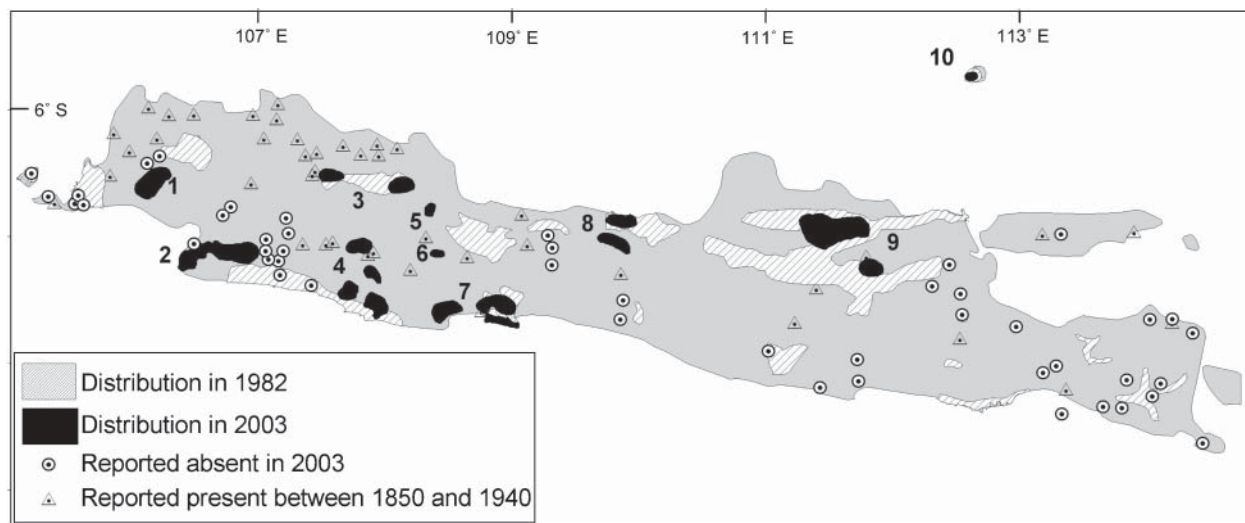 107° E 109° E 111° E 113° E
10
6° S
1
3
5
8
2
6
9
4
7
Distribution in 1982
Distribution in 2003
Reported absent in 2003
Reported present between 1850 and 1940